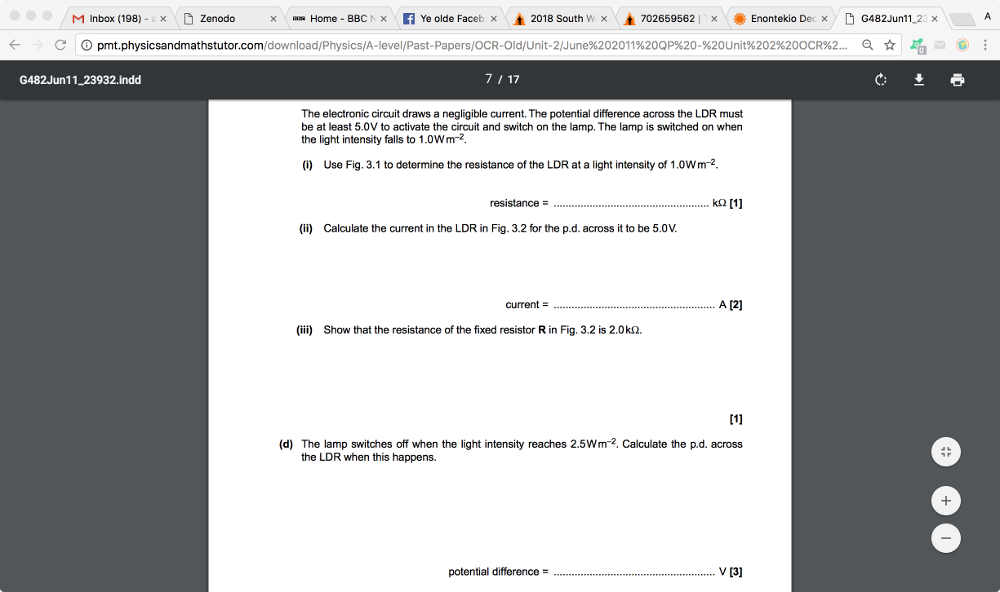 Inbox (198) - a
Zenodo
Home - BBC N
Ye olde Faceb
2018 South W
702659562 | T
Enontekio Dec
G482Jun11_23
A
pmt.physicsandmathstutor.com/download/Physics/A-level/Past-Papers/OCR-Old/Unit-2/June%202011%20QP%20-%20Unit%202%20OCR%2...
0
G482Jun11_23932.indd
7 / 17
The electronic circuit draws a negligible current. The potential difference across the LDR must
be at least 5.0V to activate the circuit and switch on the lamp. The lamp is switched on when
the light intensity falls to 1.0Wm⁻².
(i) Use Fig. 3.1 to determine the resistance of the LDR at a light intensity of 1.0Wm⁻².
resistance = .................................................... kΩ [1]
(ii) Calculate the current in the LDR in Fig. 3.2 for the p.d. across it to be 5.0V.
current = ...................................................... A [2]
(iii) Show that the resistance of the fixed resistor R in Fig. 3.2 is 2.0kΩ.
[1]
(d) The lamp switches off when the light intensity reaches 2.5Wm⁻². Calculate the p.d. across
the LDR when this happens.
potential difference = ...................................................... V [3]